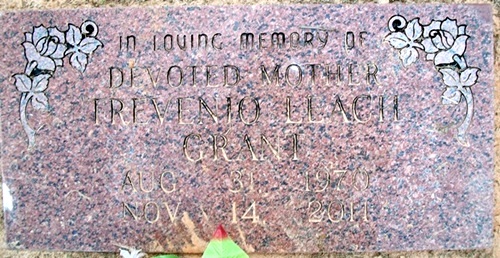 IN LOVING MEMORY OF
DEVOTED MOTHER
TREVENIO LEACH
GRANT
AUG 31 1970
NOV 14 2011